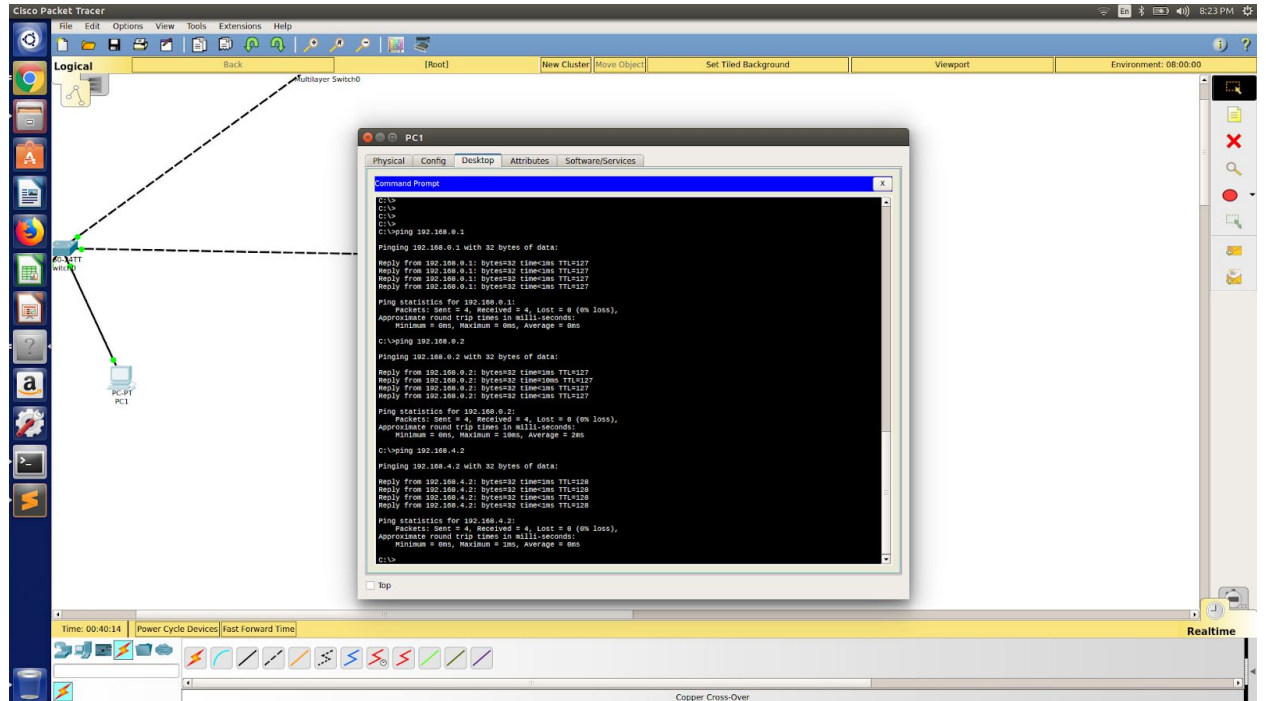 Cisco Packet Tracer
En
8:23 PM
File Edit Options View Tools Extensions Help
Logical
Back
[Root]
New Cluster
Move Object
Set Tiled Background
Viewport
Environment: 08:00:00
Multilayer Switch0
PC1
Physical Config Desktop Attributes Software/Services
Command Prompt
X
C:\>
C:\>
C:\>
C:\>
C:\>ping 192.168.0.1
Pinging 192.168.0.1 with 32 bytes of data:
Reply from 192.168.0.1: bytes=32 time<1ms TTL=127
Reply from 192.168.0.1: bytes=32 time<1ms TTL=127
Reply from 192.168.0.1: bytes=32 time<1ms TTL=127
Reply from 192.168.0.1: bytes=32 time<1ms TTL=127
Ping statistics for 192.168.0.1:
Packets: Sent = 4, Received = 4, Lost = 0 (0% loss),
Approximate round trip times in milli-seconds:
Minimum = 0ms, Maximum = 0ms, Average = 0ms
C:\>ping 192.168.0.2
Pinging 192.168.0.2 with 32 bytes of data:
Reply from 192.168.0.2: bytes=32 time=1ms TTL=127
Reply from 192.168.0.2: bytes=32 time=10ms TTL=127
Reply from 192.168.0.2: bytes=32 time<1ms TTL=127
Reply from 192.168.0.2: bytes=32 time<1ms TTL=127
Ping statistics for 192.168.0.2:
Packets: Sent = 4, Received = 4, Lost = 0 (0% loss),
Approximate round trip times in milli-seconds:
Minimum = 0ms, Maximum = 10ms, Average = 2ms
C:\>ping 192.168.4.2
Pinging 192.168.4.2 with 32 bytes of data:
Reply from 192.168.4.2: bytes=32 time=1ms TTL=128
Reply from 192.168.4.2: bytes=32 time<1ms TTL=128
Reply from 192.168.4.2: bytes=32 time<1ms TTL=128
Reply from 192.168.4.2: bytes=32 time<1ms TTL=128
Ping statistics for 192.168.4.2:
Packets: Sent = 4, Received = 4, Lost = 0 (0% loss),
Approximate round trip times in milli-seconds:
Minimum = 0ms, Maximum = 1ms, Average = 0ms
C:\>
Top
PC-PT
PC1
Time: 00:40:14
Power Cycle Devices
Fast Forward Time
Realtime
Copper Cross-Over